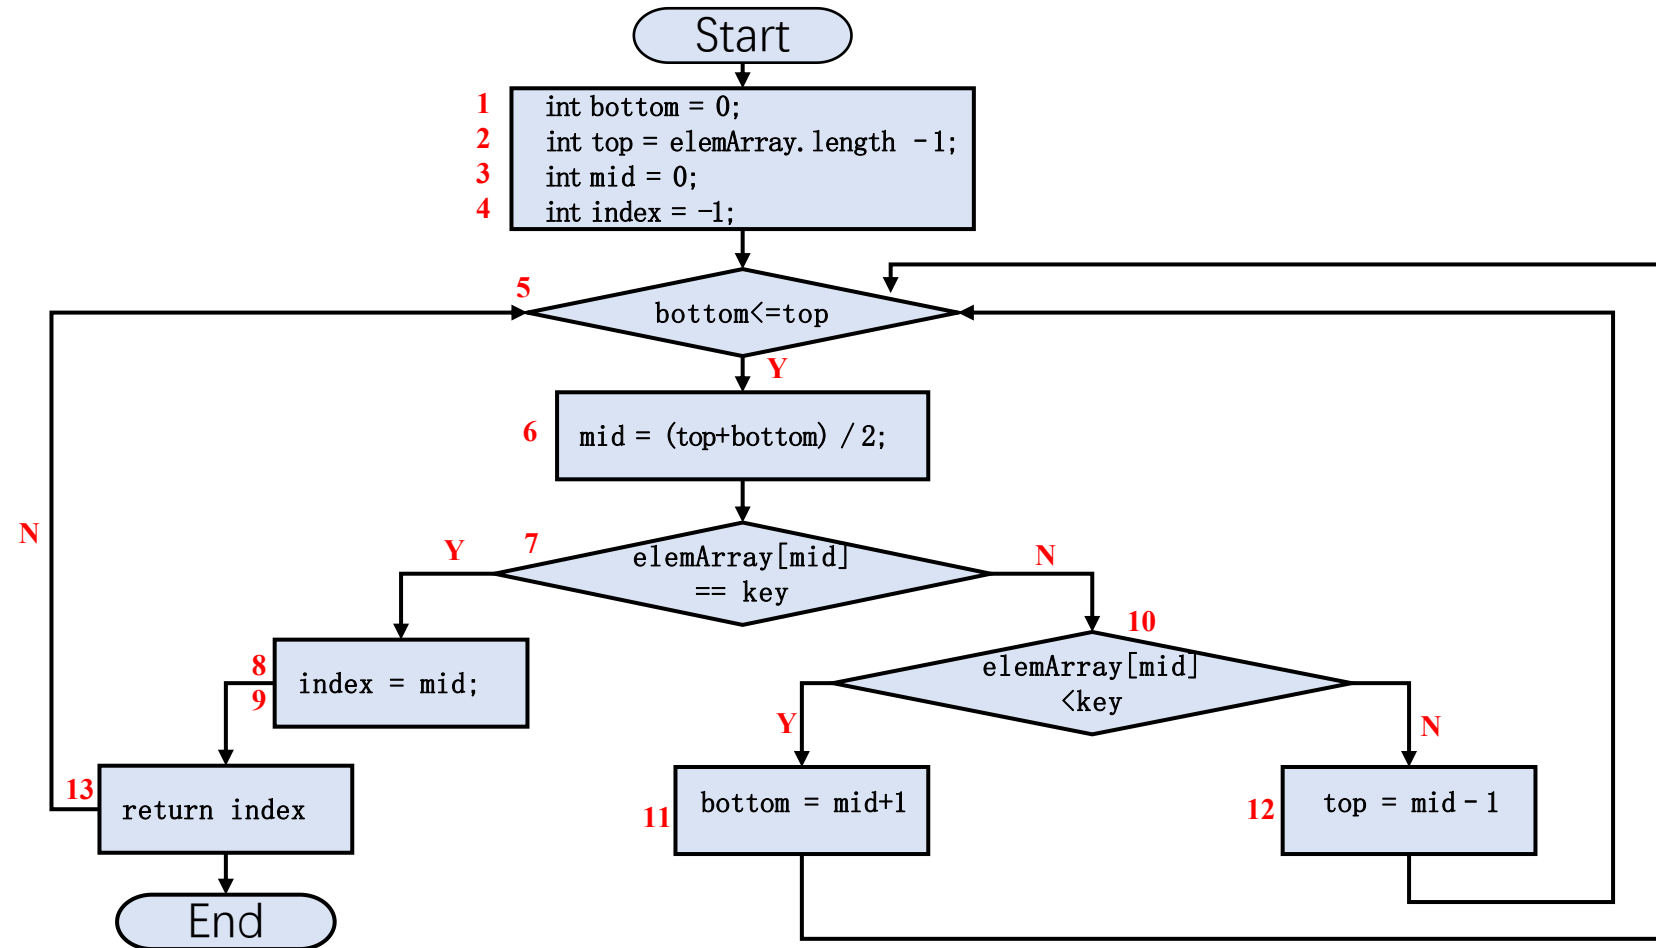 Start
1 int bottom = 0;
2 int top = elemArray.length -1;
3 int mid = 0;
4 int index = -1;
5
bottom<=top
Y
6 mid = (top+bottom) / 2;
N
Y 7 N
elemArray[mid]
== key
10
8
9
index = mid;
elemArray[mid]
<key
Y
N
13 return index
11 bottom = mid+1
12 top = mid - 1
End